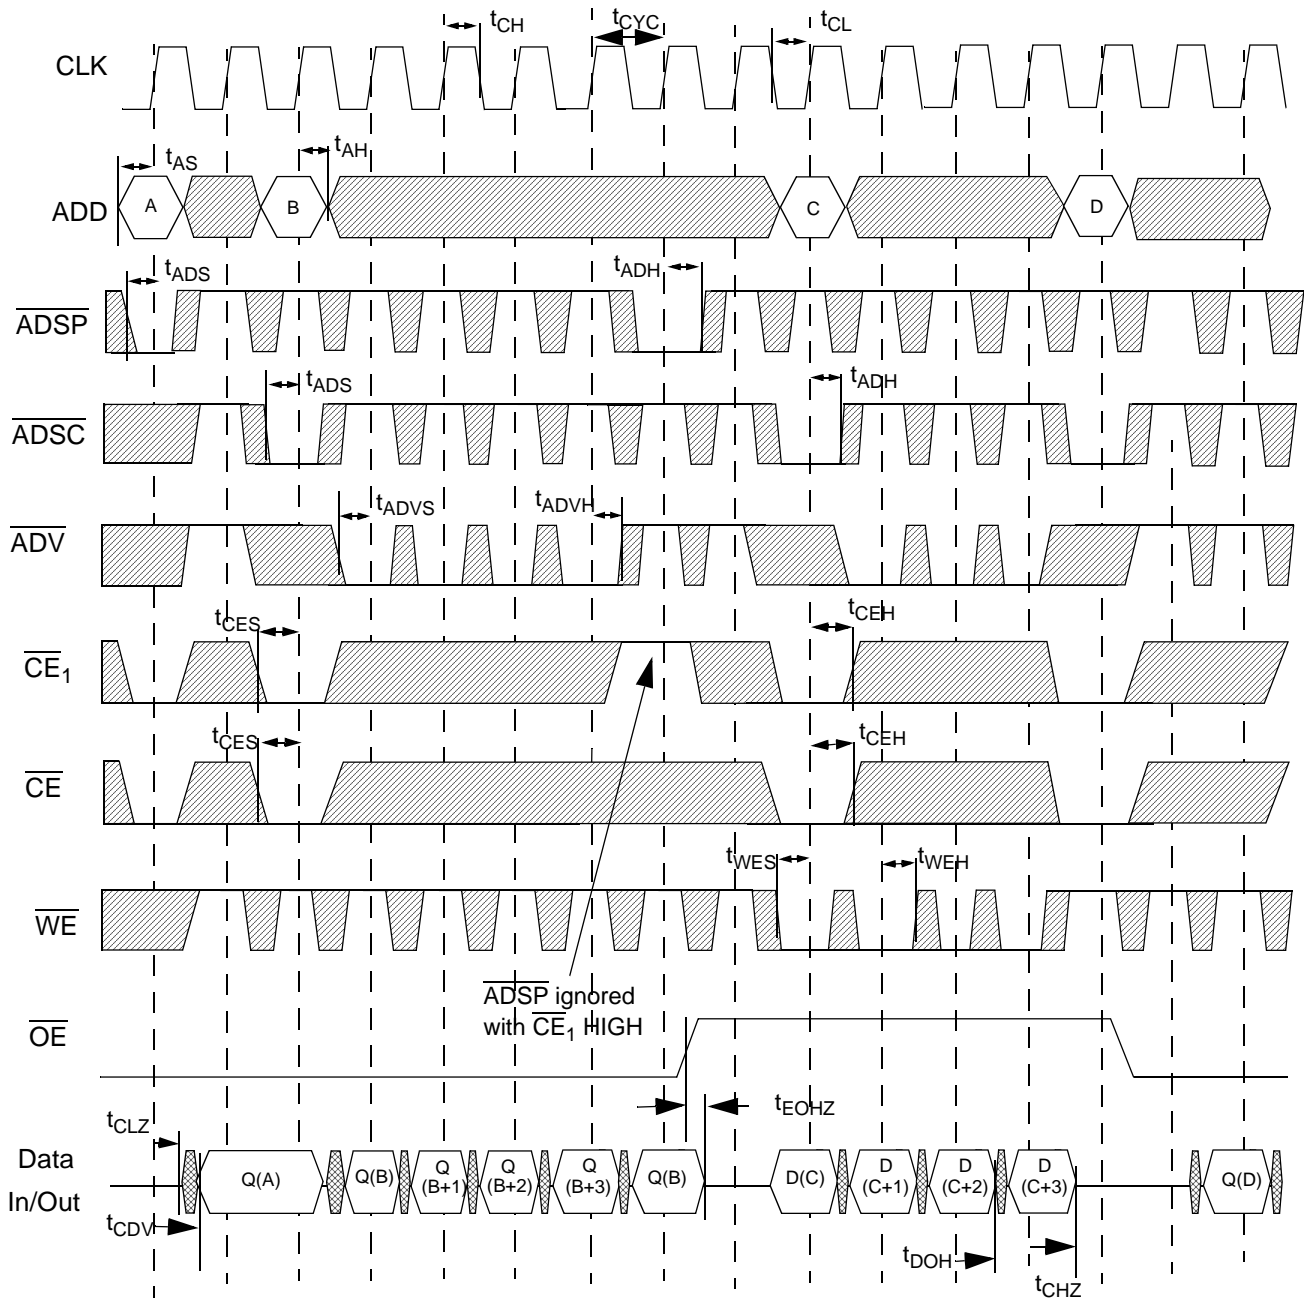 tCH
tCYC
tCL
CLK
tAS
tAH
ADD
A
B
C
D
tADS
tADH
ADSP
tADS
tADH
ADSC
tADVS
tADVH
ADV
tCES
tCEH
CE1
tCES
tCEH
CE
tWES
tWEH
WE
ADSP ignored
with CE1 HIGH
OE
tCLZ
tEOHZ
Data
In/Out
Q(A)
Q(B)
Q
(B+1)
Q
(B+2)
Q
(B+3)
Q(B)
D(C)
D
(C+1)
D
(C+2)
D
(C+3)
Q(D)
tCDV
tDOH
tCHZ